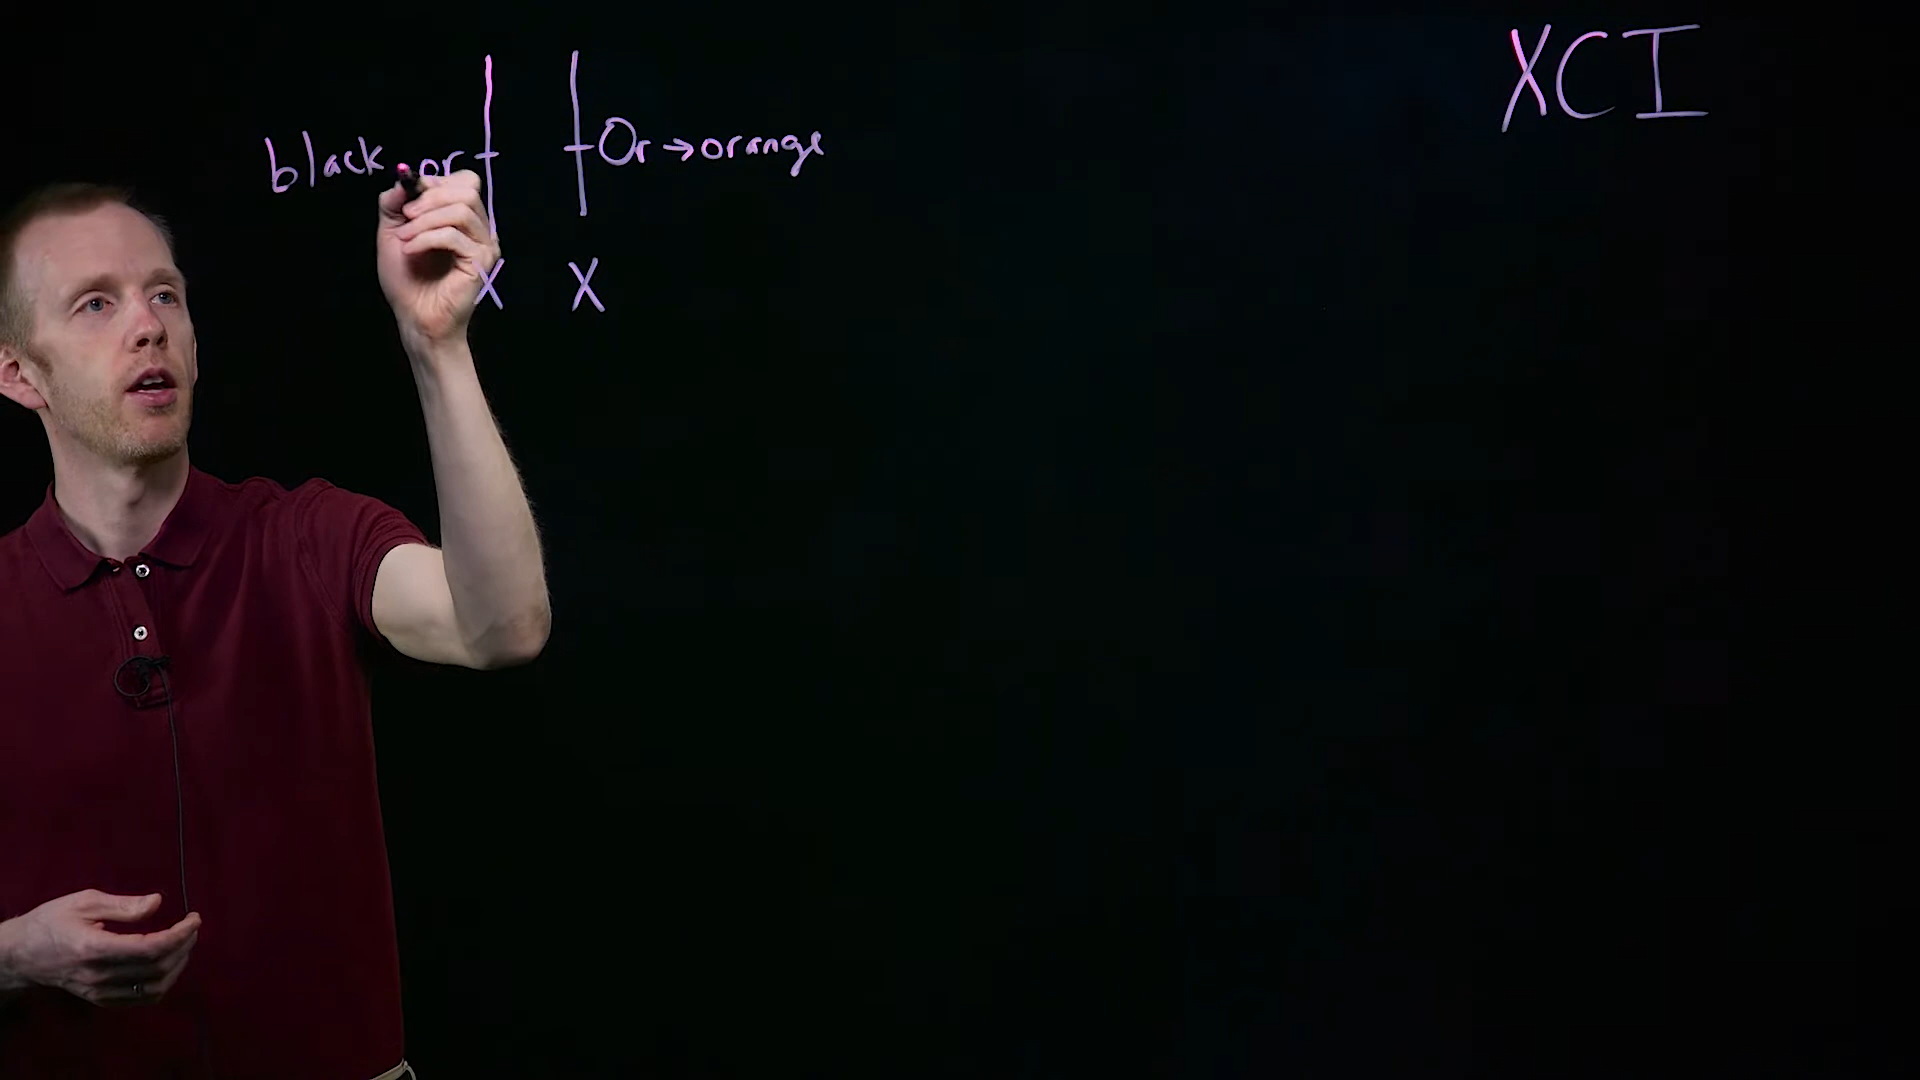 XCI
black or Or → orange
X X